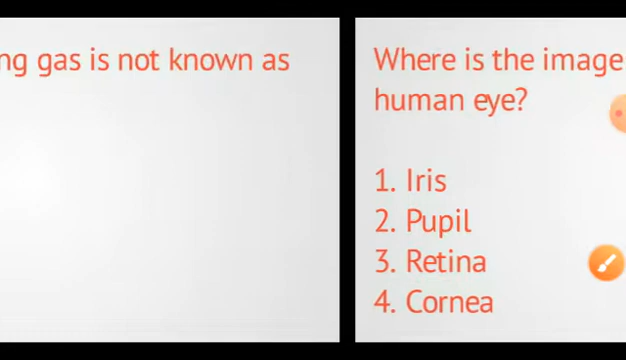 ng gas is not known as
Where is the image
human eye?
1. Iris
2. Pupil
3. Retina
4. Cornea